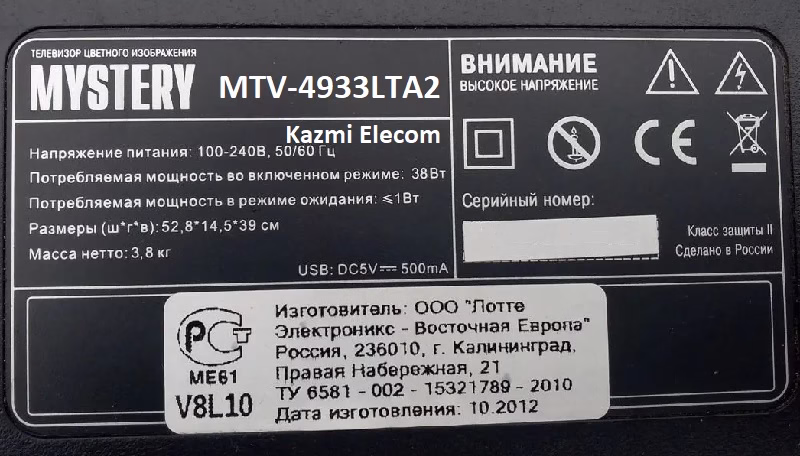 ТЕЛЕВИЗОР ЦВЕТНОГО ИЗОБРАЖЕНИЯ
MYSTERY MTV-4933LTA2
Kazmi Elecom
Напряжение питания: 100-240В, 50/60 Гц
Потребляемая мощность во включенном режиме: 38Вт
Потребляемая мощность в режиме ожидания: ≤1Вт
Размеры (ш*г*в): 52,8*14,5*39 см
Масса нетто: 3,8 кг
USB: DC5V⎓ 500mA
ВНИМАНИЕ
ВЫСОКОЕ НАПРЯЖЕНИЕ
CE
Серийный номер:
Класс защиты II
Сделано в России
РСТ
ME61
V8L10
Изготовитель: ООО "Лотте
Электроникс - Восточная Европа"
Россия, 236010, г. Калининград,
Правая Набережная, 21
ТУ 6581 - 002 - 15321789 - 2010
Дата изготовления: 10.2012